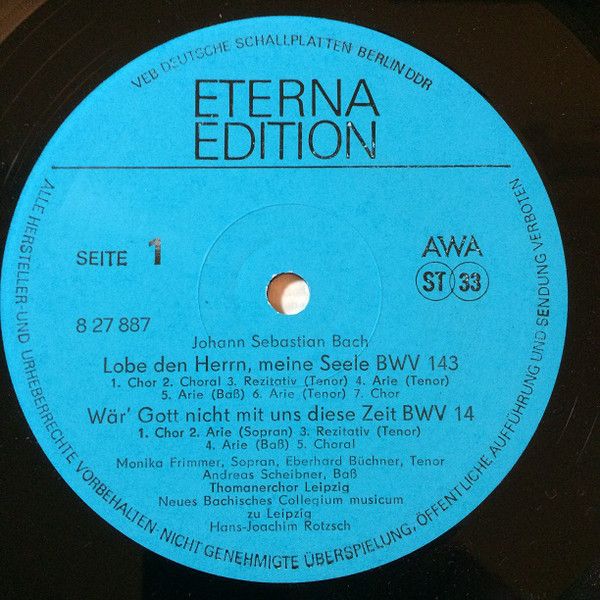 VEB DEUTSCHE SCHALLPLATTEN BERLIN DDR
ETERNA
EDITION
SEITE 1
AWA
ST 33
8 27 887
Johann Sebastian Bach
Lobe den Herrn, meine Seele BWV 143
1. Chor 2. Choral 3. Rezitativ (Tenor) 4. Arie (Tenor)
5. Arie (Baß) 6. Arie (Tenor) 7. Chor
Wär' Gott nicht mit uns diese Zeit BWV 14
1. Chor 2. Arie (Sopran) 3. Rezitativ (Tenor)
4. Arie (Baß) 5. Choral
Monika Frimmer, Sopran, Eberhard Büchner, Tenor
Andreas Scheibner, Baß
Thomanerchor Leipzig
Neues Bachisches Collegium musicum
zu Leipzig
Hans-Joachim Rotzsch
ALLE HERSTELLER- UND URHEBERRECHTE VORBEHALTEN · NICHT GENEHMIGTE ÜBERSPIELUNG, ÖFFENTLICHE AUFFÜHRUNG UND SENDUNG VERBOTEN